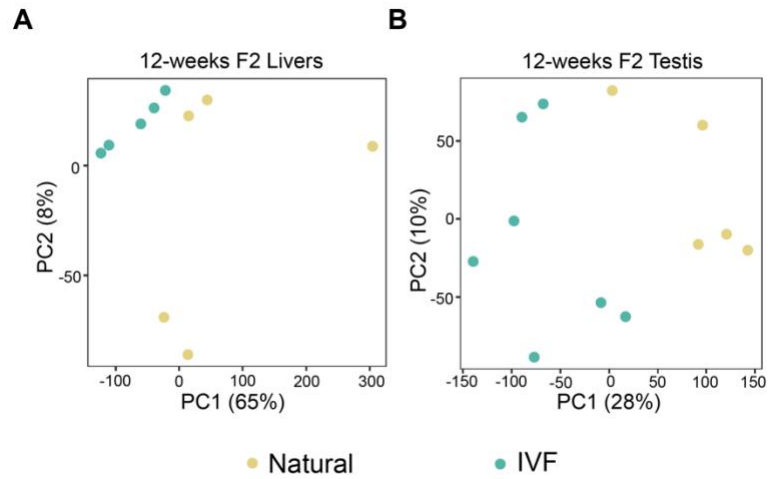 A
12-weeks F2 Livers
0
-50
PC2 (8%)
-100
0
100
200
300
PC1 (65%)
B
12-weeks F2 Testis
50
0
-50
PC2 (10%)
-150
-100
-50
0
50
100
150
PC1 (28%)
Natural
IVF